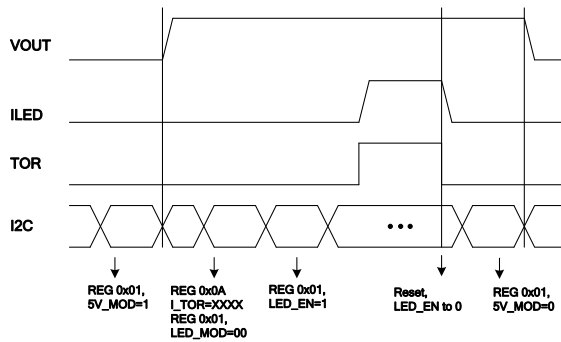 VOUT
ILED
TOR
I2C
REG 0x01,
5V_MOD=1
REG 0x0A
I_TOR=XXXX
REG 0x01,
LED_MOD=00
REG 0x01,
LED_EN=1
Reset,
LED_EN to 0
REG 0x01,
5V_MOD=0